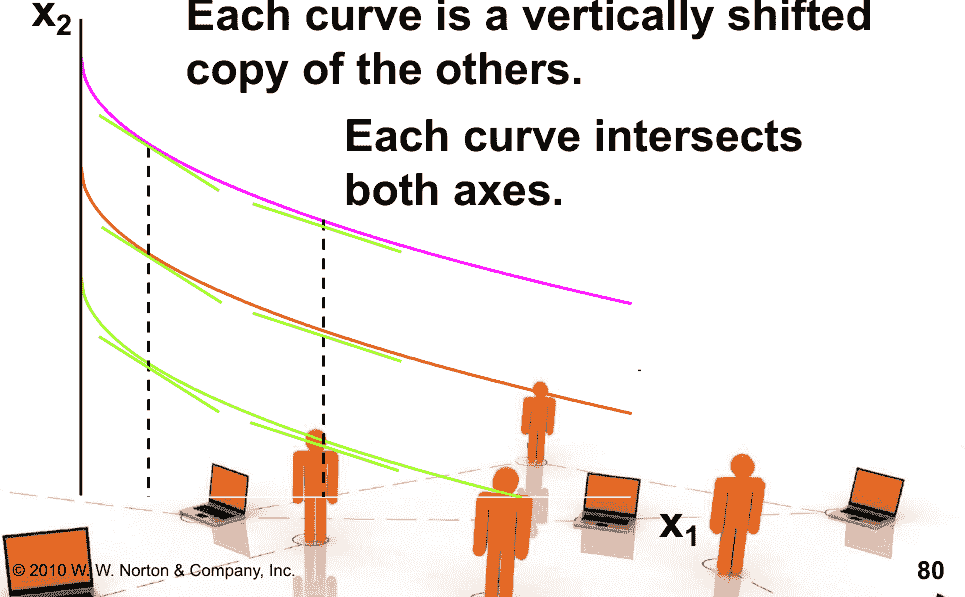 x2
Each curve is a vertically shifted
copy of the others.
Each curve intersects
both axes.
x1
© 2010 W. W. Norton & Company, Inc.
80